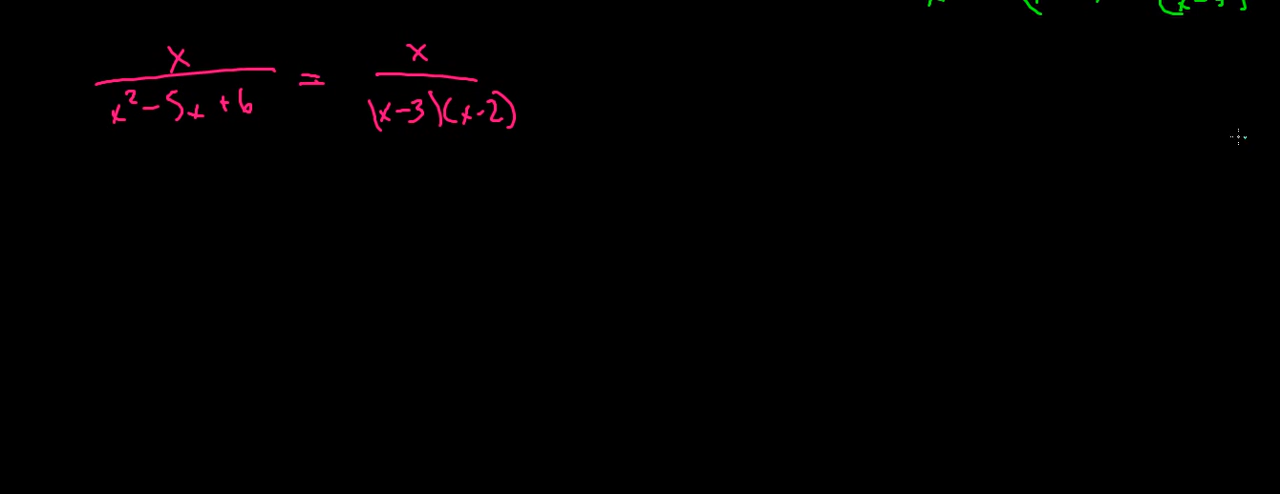 x/(x² - 5x + 6) = x/((x-3)(x-2))